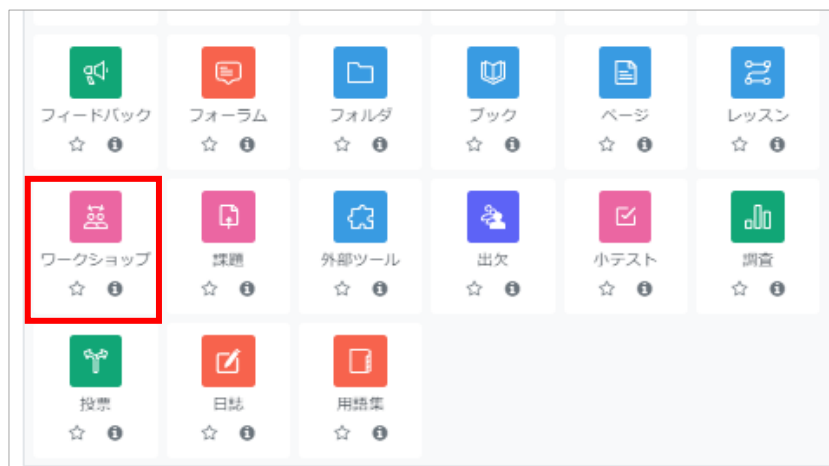 フィードバック フォーラム フォルダ ブック ページ レッスン
ワークショップ 課題 外部ツール 出欠 小テスト 調査
投票 日誌 用語集